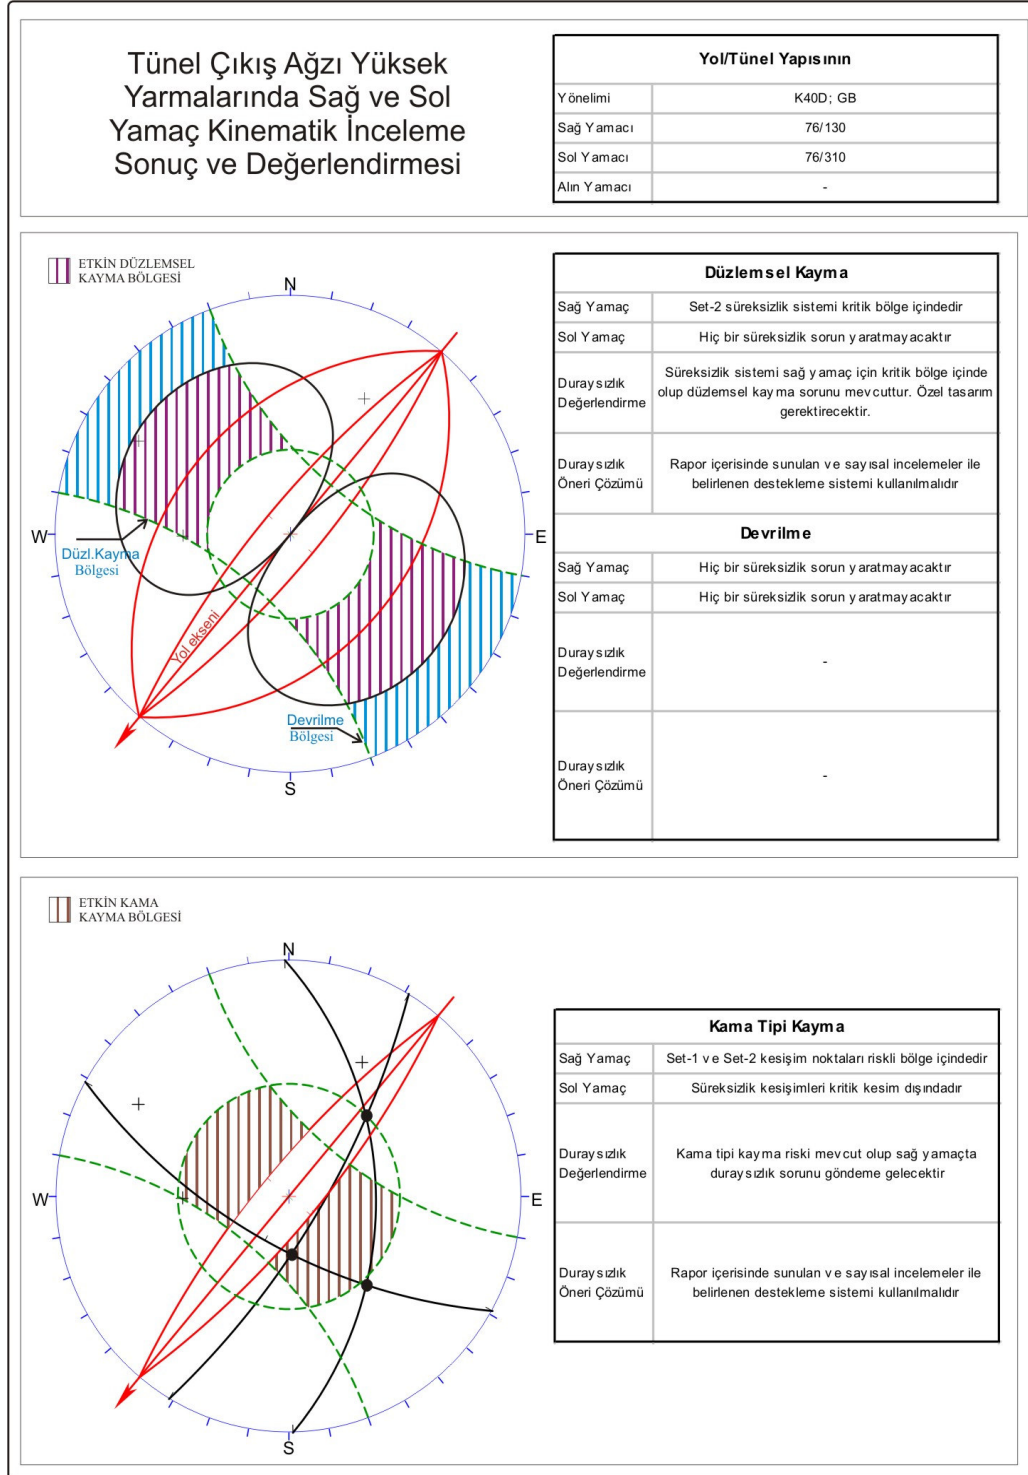 Tünel Çıkış Ağzı Yüksek
Yarmalarında Sağ ve Sol
Yamaç Kinematik İnceleme
Sonuç ve Değerlendirmesi
Yol/Tünel Yapısının
Yönelimi K40D; GB
Sağ Yamacı 76/130
Sol Yamacı 76/310
Alın Yamacı -
ETKİN DÜZLEMSEL
KAYMA BÖLGESİ
N
W
E
S
Düzl.Kayma
Bölgesi
Yol ekseni
Devrilme
Bölgesi
Düzlemsel Kayma
Sağ Yamaç Set-2 süreksizlik sistemi kritik bölge içindedir
Sol Yamaç Hiç bir süreksizlik sorun yaratmayacaktır
Duraysızlık
Değerlendirme
Süreksizlik sistemi sağ yamaç için kritik bölge içinde
olup düzlemsel kayma sorunu mevcuttur. Özel tasarım
gerektirecektir.
Duraysızlık
Öneri Çözümü
Rapor içerisinde sunulan ve sayısal incelemeler ile
belirlenen destekleme sistemi kullanılmalıdır
Devrilme
Sağ Yamaç Hiç bir süreksizlik sorun yaratmayacaktır
Sol Yamaç Hiç bir süreksizlik sorun yaratmayacaktır
Duraysızlık
Değerlendirme
-
Duraysızlık
Öneri Çözümü
-
ETKİN KAMA
KAYMA BÖLGESİ
N
W
E
S
Kama Tipi Kayma
Sağ Yamaç Set-1 ve Set-2 kesişim noktaları riskli bölge içindedir
Sol Yamaç Süreksizlik kesişimleri kritik kesim dışındadır
Duraysızlık
Değerlendirme
Kama tipi kayma riski mevcut olup sağ yamaçta
duraysızlık sorunu göndeme gelecektir
Duraysızlık
Öneri Çözümü
Rapor içerisinde sunulan ve sayısal incelemeler ile
belirlenen destekleme sistemi kullanılmalıdır